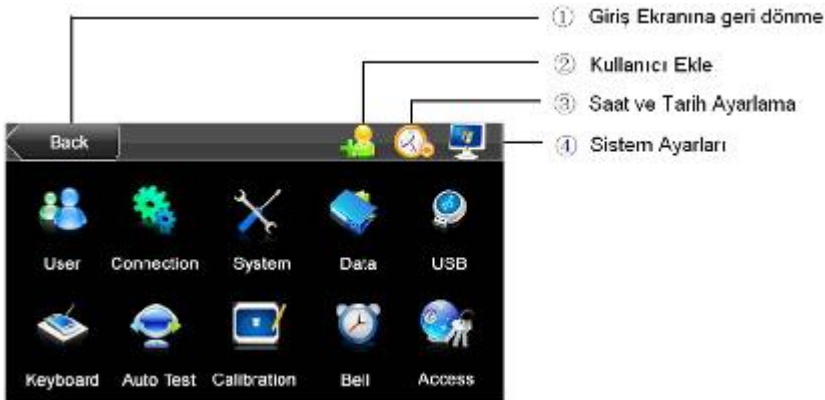 ① Giriş Ekranına geri dönme
② Kullanıcı Ekle
③ Saat ve Tarih Ayarlama
④ Sistem Ayarları
Back
User Connection System Data USB
Keyboard Auto Test Calibration Bell Access